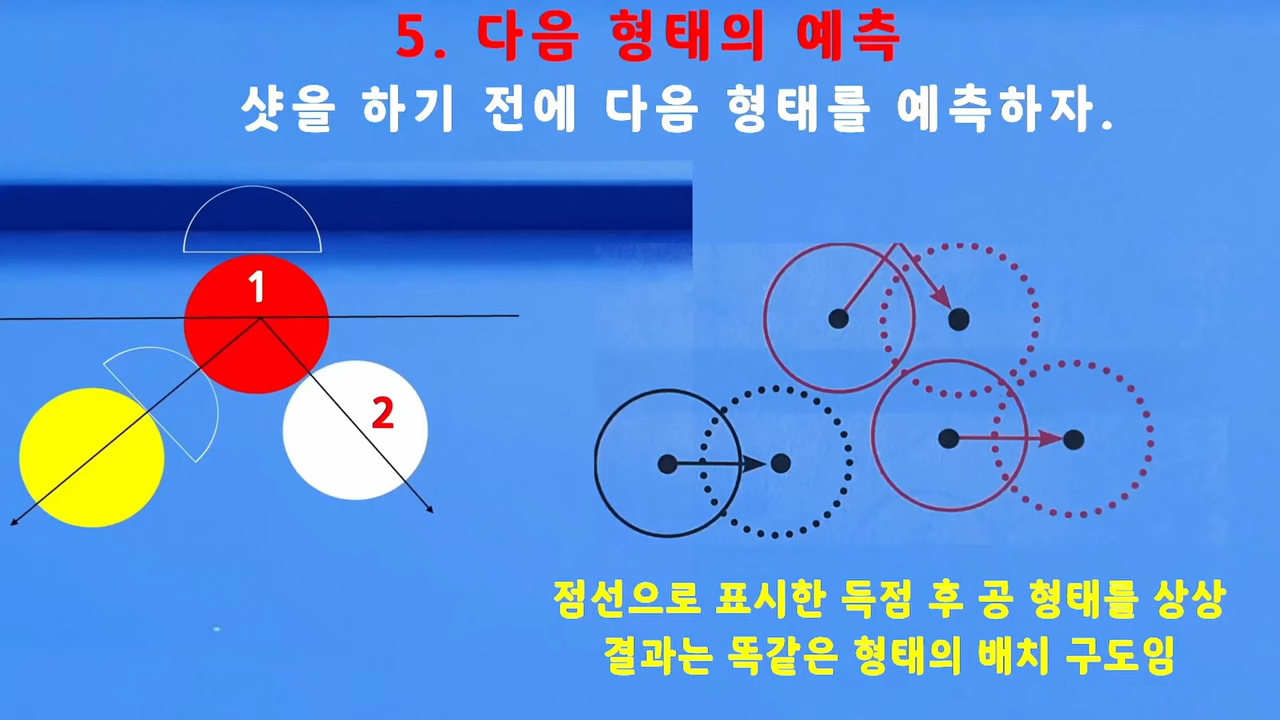 5. 다음 형태의 예측
샷을 하기 전에 다음 형태를 예측하자.
1
2
점선으로 표시한 득점 후 공 형태를 상상
결과는 똑같은 형태의 배치 구도임